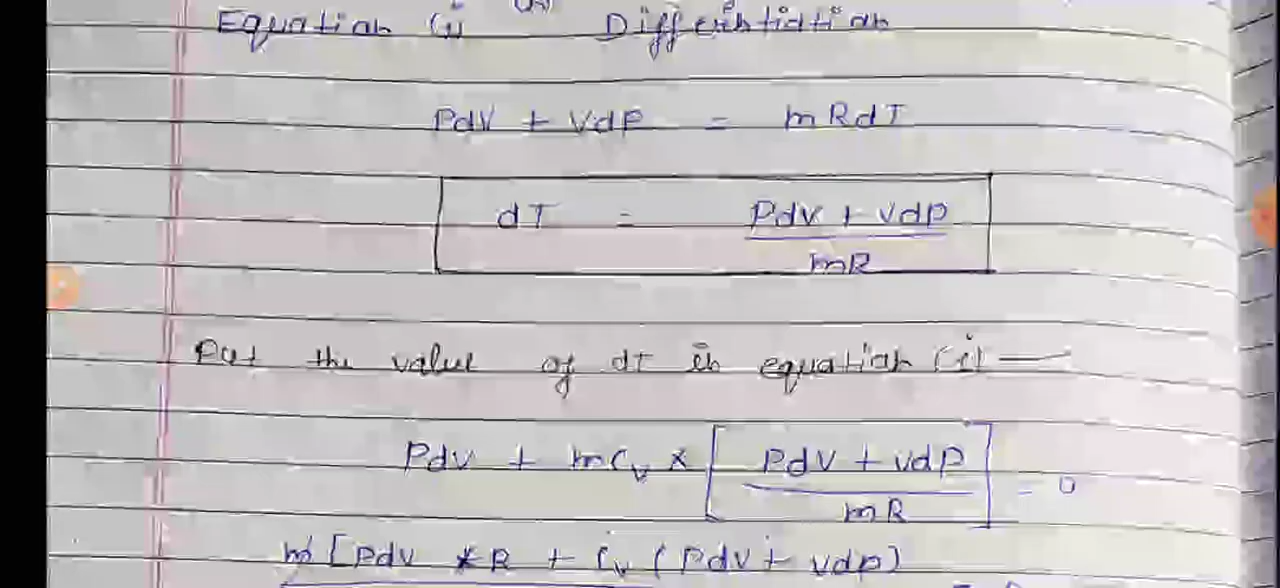 Equation (ii) Differentiation
PdV + VdP = mRdT
dT = Pdv + vdp / mR
Put the value of dT in equation (i) —
Pdv + mCv × [ Pdv + vdp / mR ] = 0
m [Pdv * R + Cv (Pdv + vdp)